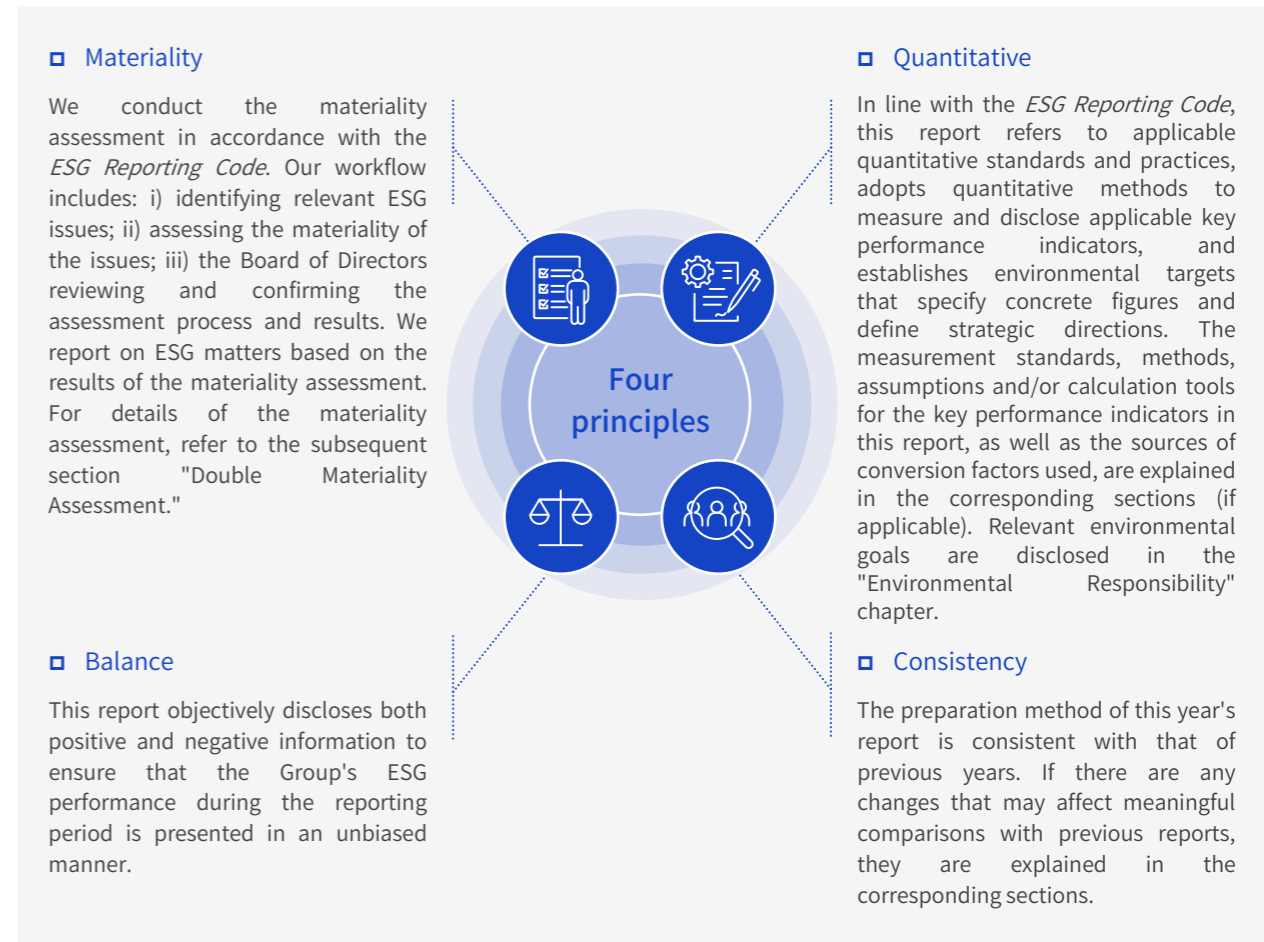 Materiality
We conduct the materiality
assessment in accordance with the
ESG Reporting Code. Our workflow
includes: i) identifying relevant ESG
issues; ii) assessing the materiality of
the issues; iii) the Board of Directors
reviewing and confirming the
assessment process and results. We
report on ESG matters based on the
results of the materiality assessment.
For details of the materiality
assessment, refer to the subsequent
section "Double Materiality
Assessment."
Quantitative
In line with the ESG Reporting Code,
this report refers to applicable
quantitative standards and practices,
adopts quantitative methods to
measure and disclose applicable key
performance indicators, and
establishes environmental targets
that specify concrete figures and
define strategic directions. The
measurement standards, methods,
assumptions and/or calculation tools
for the key performance indicators in
this report, as well as the sources of
conversion factors used, are explained
in the corresponding sections (if
applicable). Relevant environmental
goals are disclosed in the
"Environmental Responsibility"
chapter.
Four
principles
Balance
This report objectively discloses both
positive and negative information to
ensure that the Group's ESG
performance during the reporting
period is presented in an unbiased
manner.
Consistency
The preparation method of this year's
report is consistent with that of
previous years. If there are any
changes that may affect meaningful
comparisons with previous reports,
they are explained in the
corresponding sections.